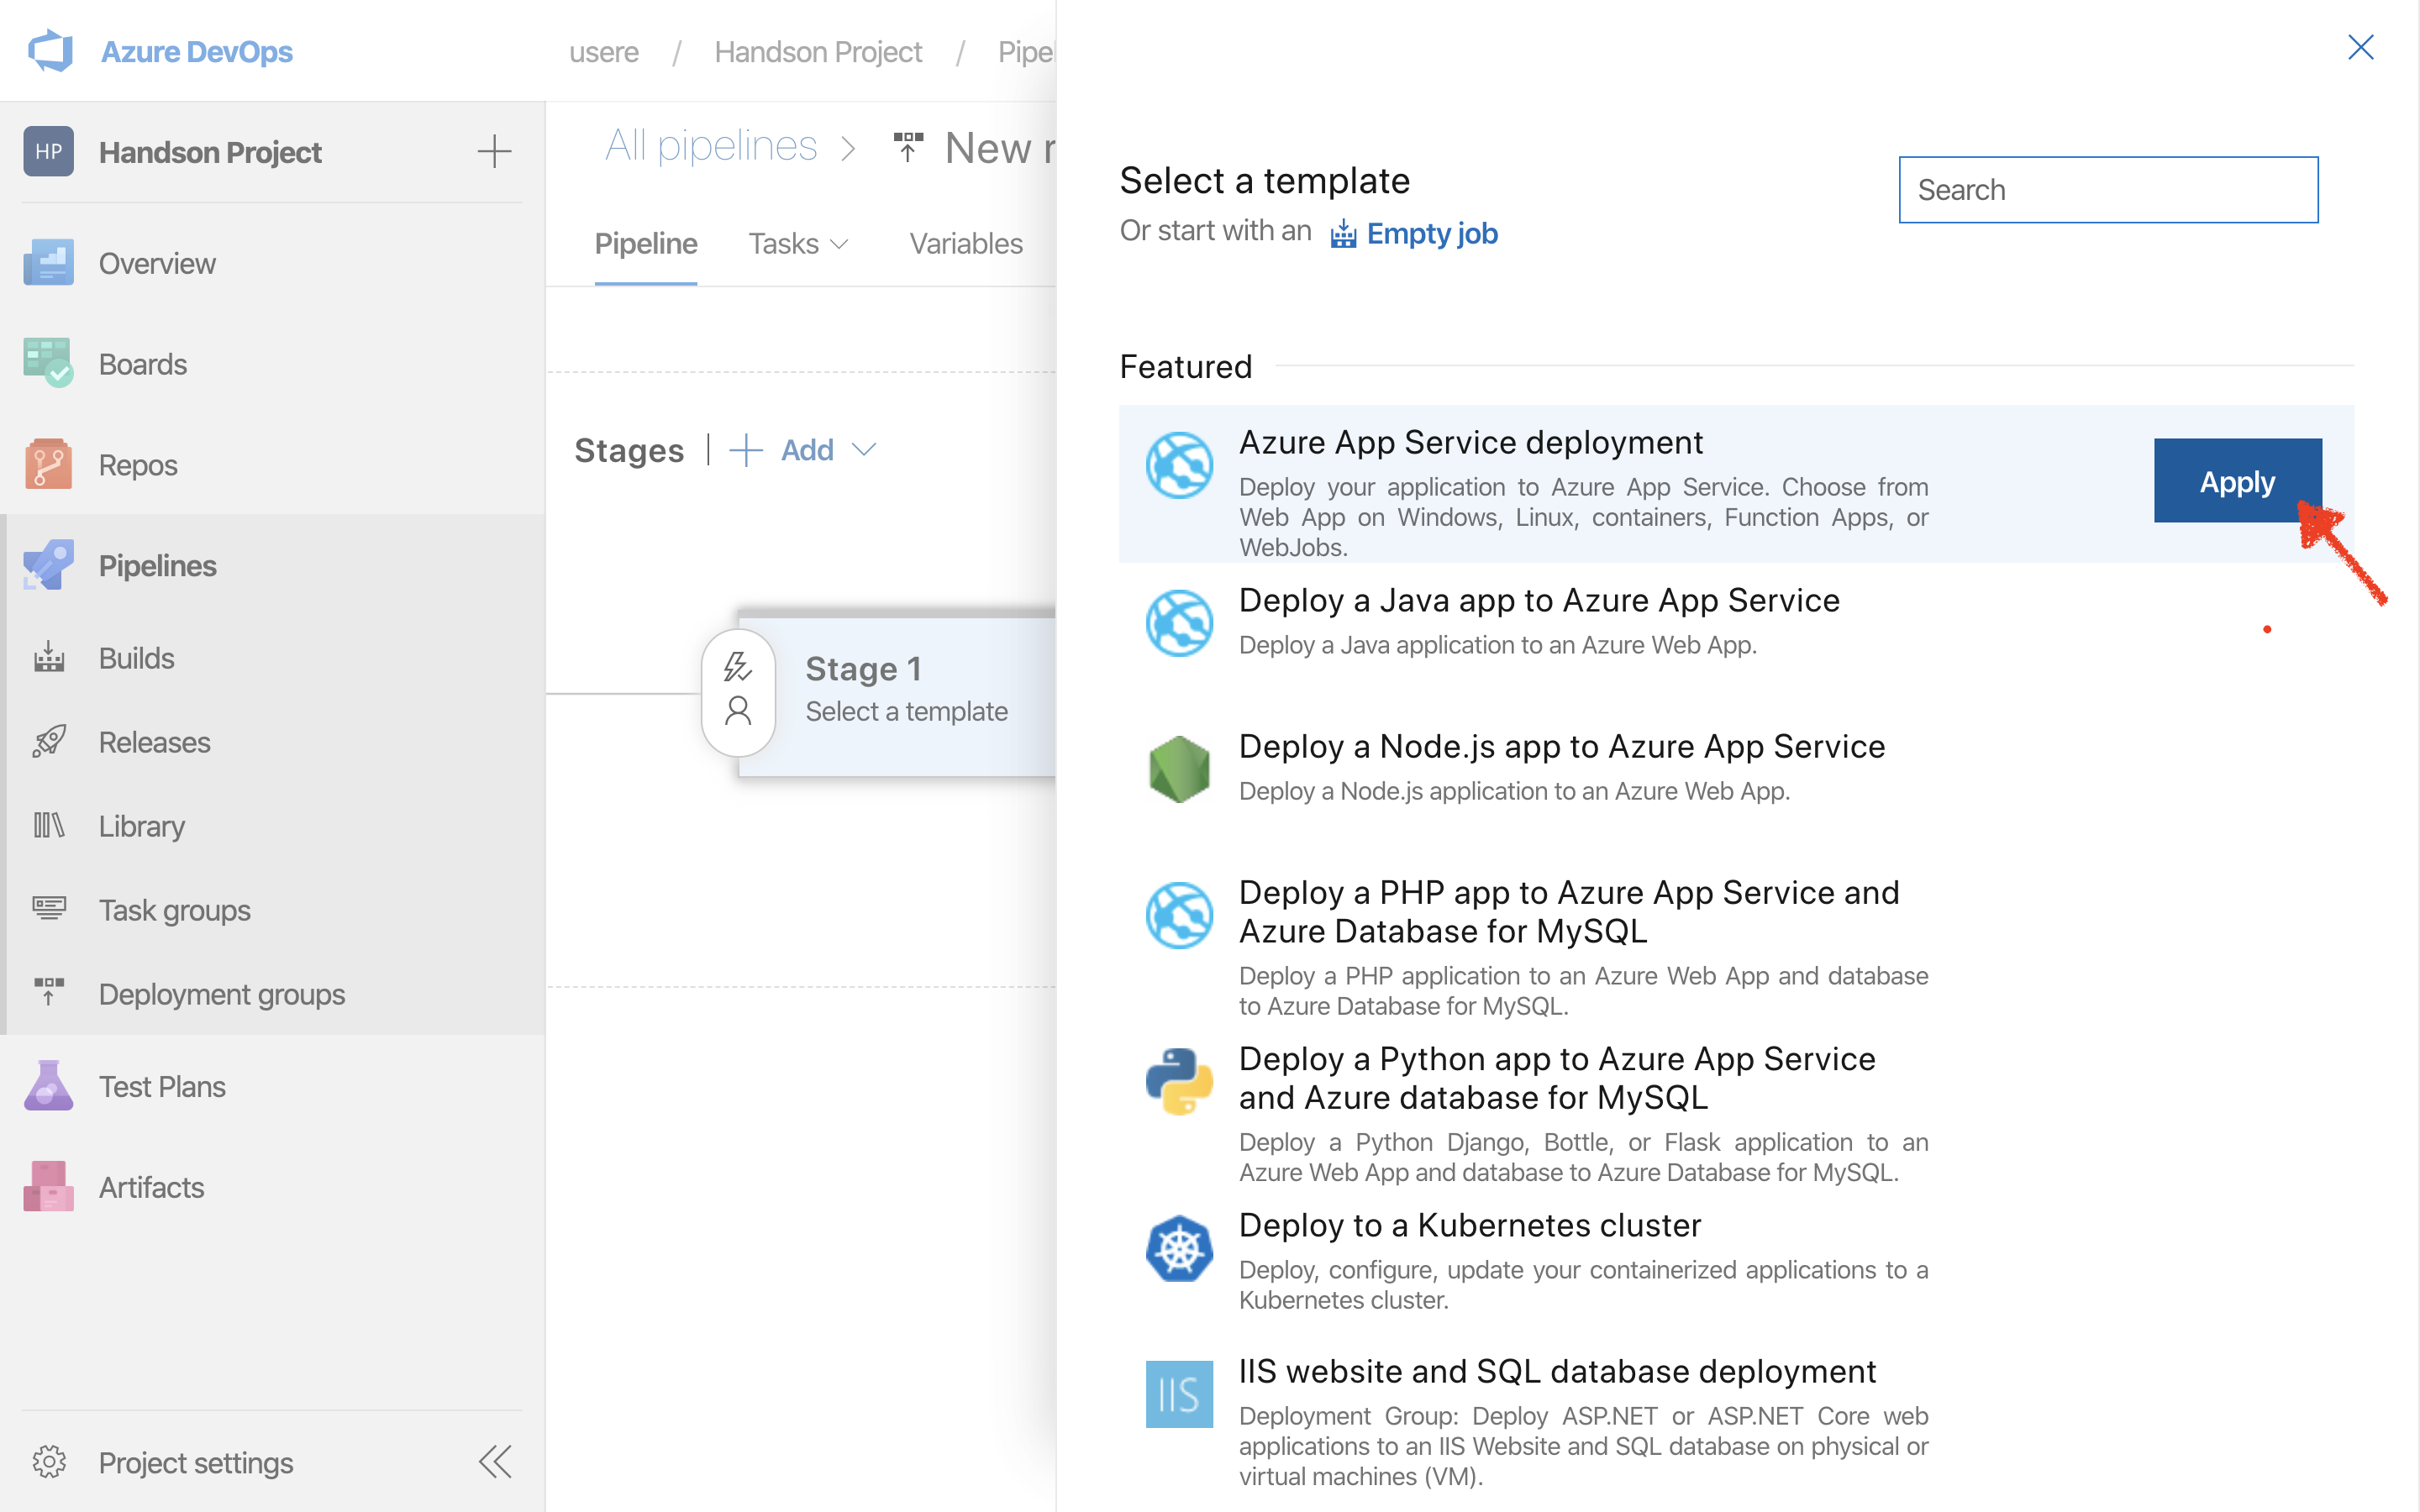 Azure DevOps
usere / Handson Project / Pipel
HP Handson Project
Overview
Boards
Repos
Pipelines
Builds
Releases
Library
Task groups
Deployment groups
Test Plans
Artifacts
Project settings
All pipelines > New r
Pipeline Tasks Variables
Stages | + Add
Stage 1
Select a template
Select a template
Or start with an Empty job
Search
Featured
Azure App Service deployment
Deploy your application to Azure App Service. Choose from
Web App on Windows, Linux, containers, Function Apps, or
WebJobs.
Apply
Deploy a Java app to Azure App Service
Deploy a Java application to an Azure Web App.
Deploy a Node.js app to Azure App Service
Deploy a Node.js application to an Azure Web App.
Deploy a PHP app to Azure App Service and
Azure Database for MySQL
Deploy a PHP application to an Azure Web App and database
to Azure Database for MySQL.
Deploy a Python app to Azure App Service
and Azure database for MySQL
Deploy a Python Django, Bottle, or Flask application to an
Azure Web App and database to Azure Database for MySQL.
Deploy to a Kubernetes cluster
Deploy, configure, update your containerized applications to a
Kubernetes cluster.
IIS
IIS website and SQL database deployment
Deployment Group: Deploy ASP.NET or ASP.NET Core web
applications to an IIS Website and SQL database on physical or
virtual machines (VM).